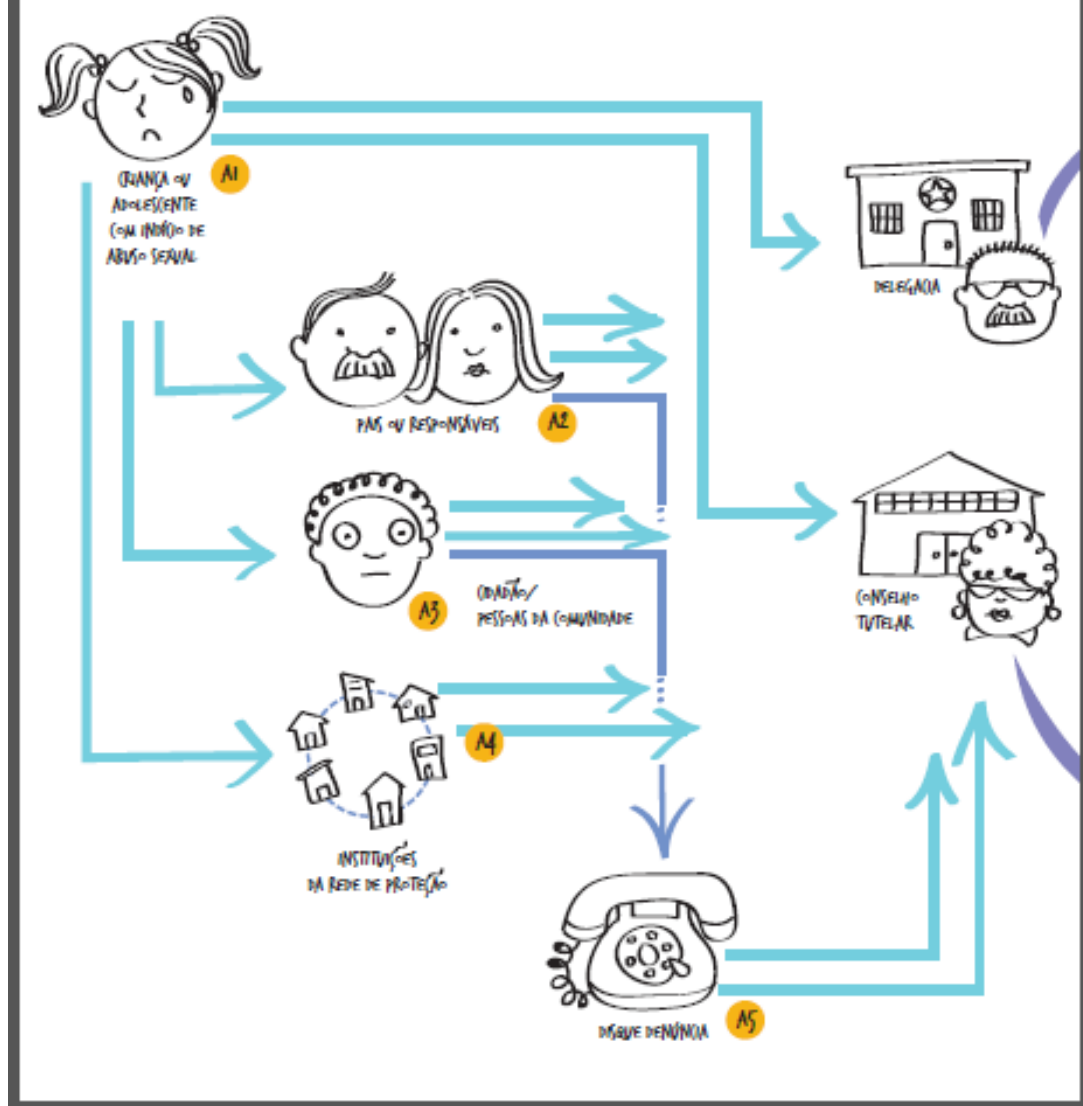 A1
CRIANÇA OU
ADOLESCENTE
COM INDÍCIO DE
ABUSO SEXUAL
DELEGACIA
PAIS OU RESPONSÁVEIS
A2
A3
CIDADÃO/
PESSOAS DA COMUNIDADE
CONSELHO
TUTELAR
A4
INSTITUIÇÕES
DA REDE DE PROTEÇÃO
DISQUE DENÚNCIA
A5